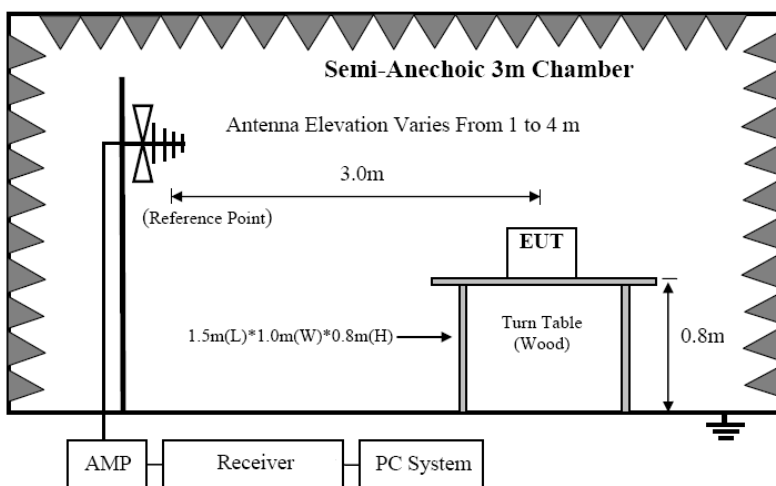 Semi-Anechoic 3m Chamber
Antenna Elevation Varies From 1 to 4 m
3.0m
(Reference Point)
EUT
1.5m(L)*1.0m(W)*0.8m(H)
Turn Table
(Wood)
0.8m
AMP
Receiver
PC System